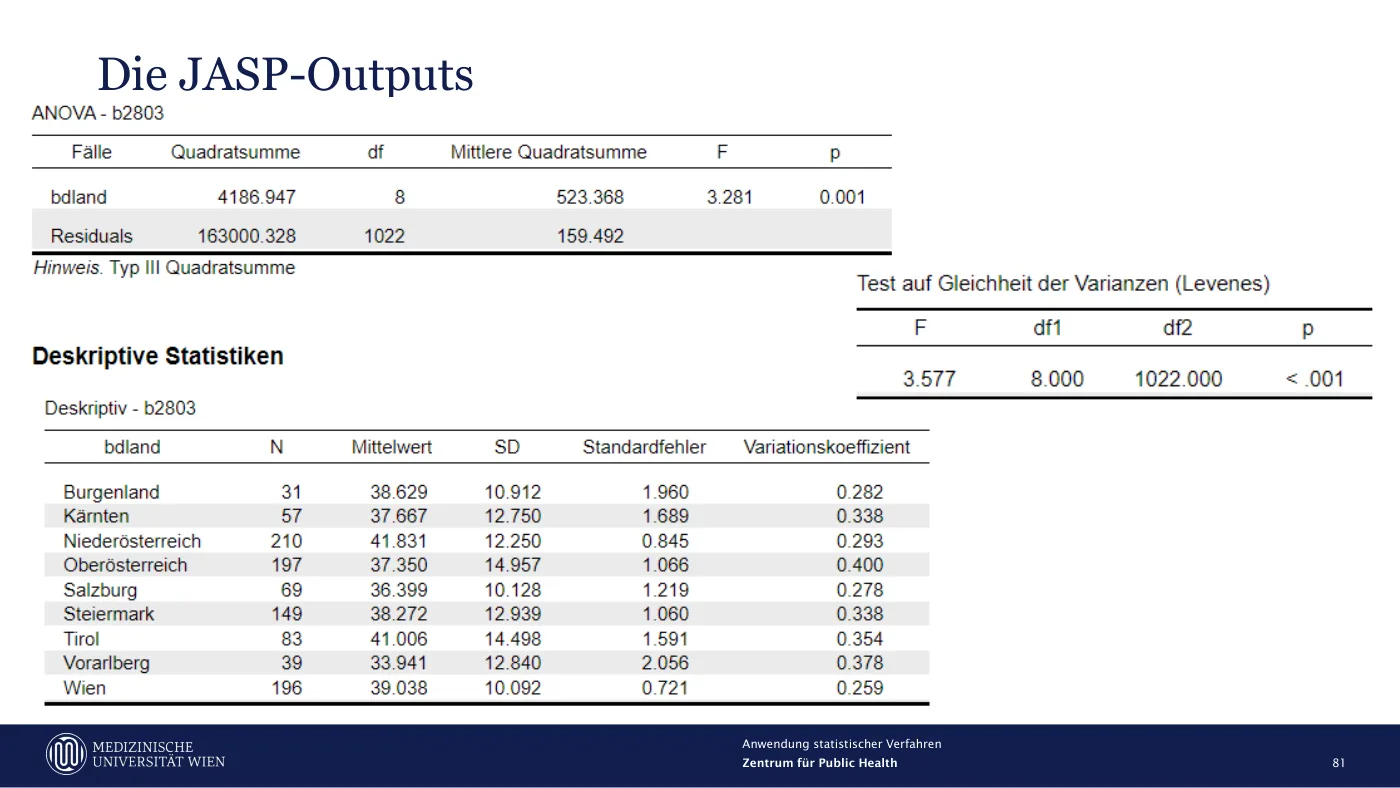 Die JASP-Outputs
ANOVA - b2803
Fälle Quadratsumme df Mittlere Quadratsumme F p
bdland 4186.947 8 523.368 3.281 0.001
Residuals 163000.328 1022 159.492
Hinweis. Typ III Quadratsumme
Test auf Gleichheit der Varianzen (Levenes)
F df1 df2 p
3.577 8.000 1022.000 < .001
Deskriptive Statistiken
Deskriptiv - b2803
bdland N Mittelwert SD Standardfehler Variationskoeffizient
Burgenland 31 38.629 10.912 1.960 0.282
Kärnten 57 37.667 12.750 1.689 0.338
Niederösterreich 210 41.831 12.250 0.845 0.293
Oberösterreich 197 37.350 14.957 1.066 0.400
Salzburg 69 36.399 10.128 1.219 0.278
Steiermark 149 38.272 12.939 1.060 0.338
Tirol 83 41.006 14.498 1.591 0.354
Vorarlberg 39 33.941 12.840 2.056 0.378
Wien 196 39.038 10.092 0.721 0.259
MEDIZINISCHE
UNIVERSITÄT WIEN
Anwendung statistischer Verfahren
Zentrum für Public Health
81